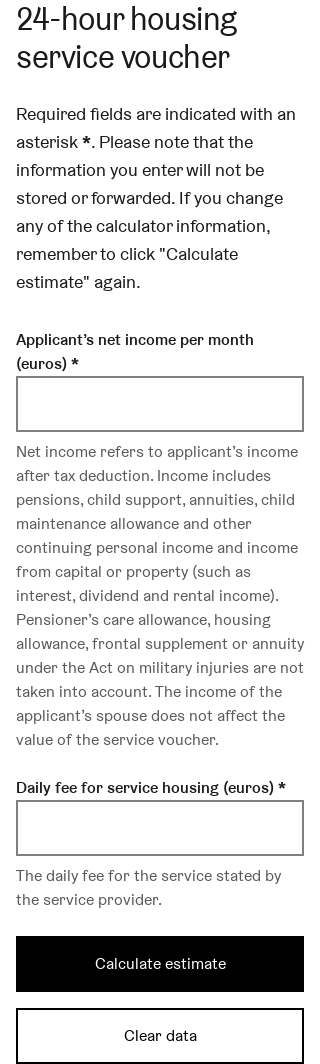 24-hour housing
service voucher
Required fields are indicated with an
asterisk *. Please note that the
information you enter will not be
stored or forwarded. If you change
any of the calculator information,
remember to click "Calculate
estimate" again.
Applicant’s net income per month
(euros) *
Net income refers to applicant’s income
after tax deduction. Income includes
pensions, child support, annuities, child
maintenance allowance and other
continuing personal income and income
from capital or property (such as
interest, dividend and rental income).
Pensioner’s care allowance, housing
allowance, frontal supplement or annuity
under the Act on military injuries are not
taken into account. The income of the
applicant’s spouse does not affect the
value of the service voucher.
Daily fee for service housing (euros) *
The daily fee for the service stated by
the service provider.
Calculate estimate
Clear data